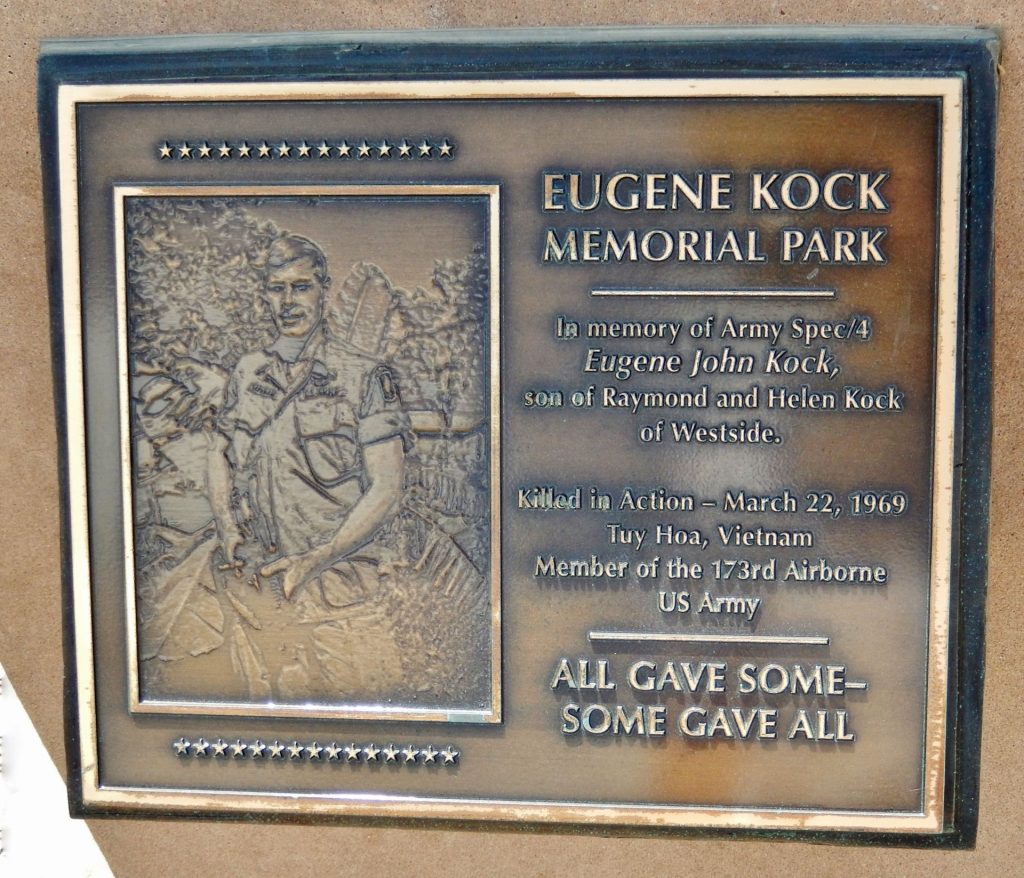 EUGENE KOCK
MEMORIAL PARK
In memory of Army Spec/4
Eugene John Kock,
son of Raymond and Helen Kock
of Westside.
Killed in Action – March 22, 1969
Tuy Hoa, Vietnam
Member of the 173rd Airborne
US Army
ALL GAVE SOME–
SOME GAVE ALL